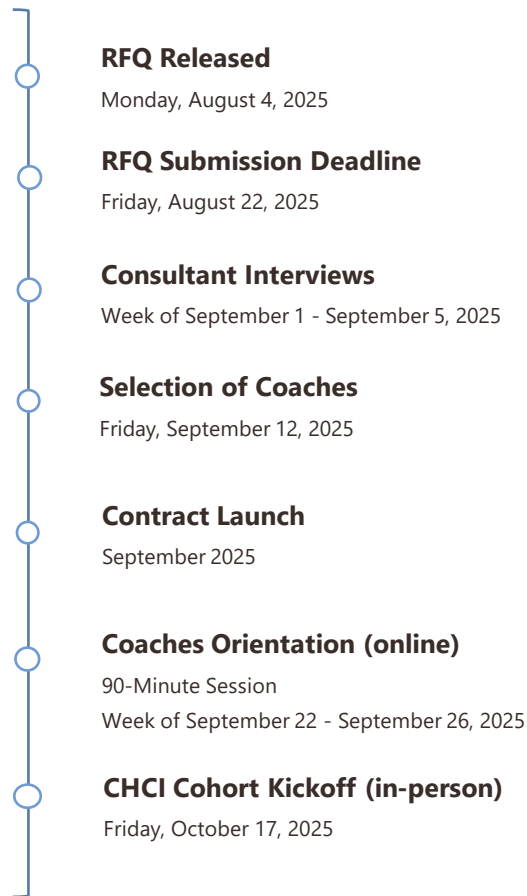 RFQ Released
Monday, August 4, 2025
RFQ Submission Deadline
Friday, August 22, 2025
Consultant Interviews
Week of September 1 - September 5, 2025
Selection of Coaches
Friday, September 12, 2025
Contract Launch
September 2025
Coaches Orientation (online)
90-Minute Session
Week of September 22 - September 26, 2025
CHCI Cohort Kickoff (in-person)
Friday, October 17, 2025